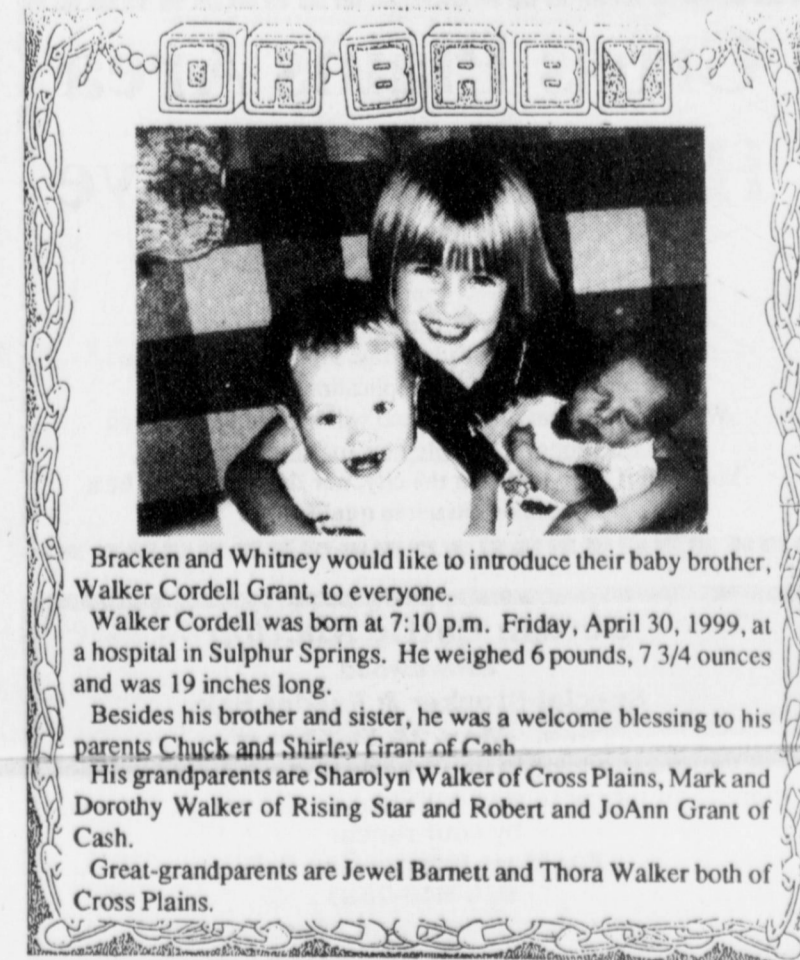 OH BABY
Bracken and Whitney would like to introduce their baby brother,
Walker Cordell Grant, to everyone.
Walker Cordell was born at 7:10 p.m. Friday, April 30, 1999, at
a hospital in Sulphur Springs. He weighed 6 pounds, 7 3/4 ounces
and was 19 inches long.
Besides his brother and sister, he was a welcome blessing to his
parents Chuck and Shirley Grant of Cash
His grandparents are Sharolyn Walker of Cross Plains, Mark and
Dorothy Walker of Rising Star and Robert and JoAnn Grant of
Cash.
Great-grandparents are Jewel Barnett and Thora Walker both of
Cross Plains.